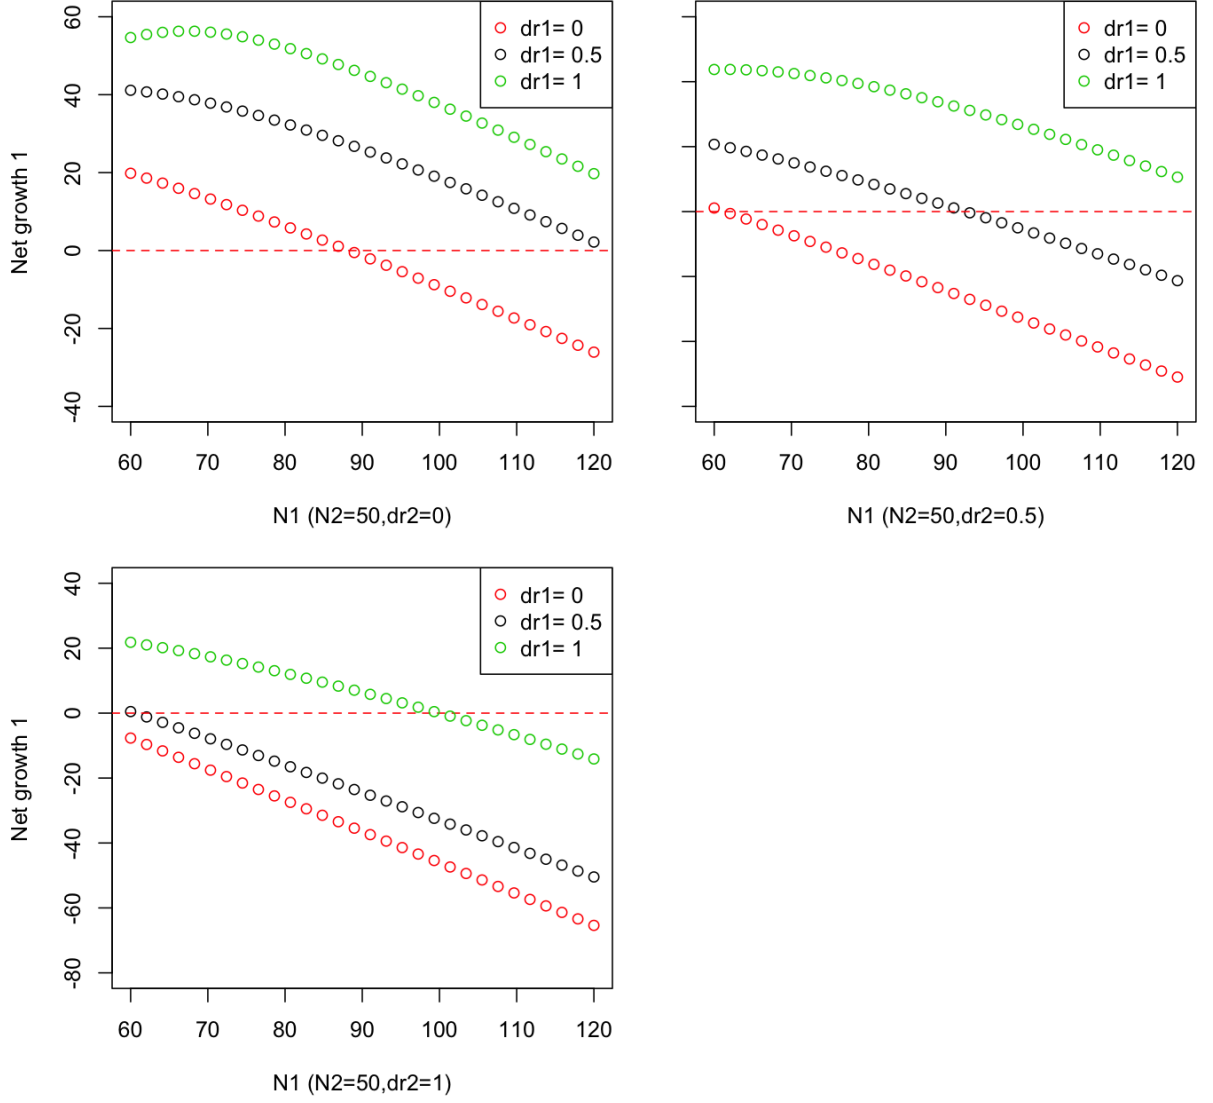 60
40
20
0
-20
-40
Net growth 1
60
70
80
90
100
110
120
N1 (N2=50,dr2=0)
dr1= 0
dr1= 0.5
dr1= 1
60
70
80
90
100
110
120
N1 (N2=50,dr2=0.5)
dr1= 0
dr1= 0.5
dr1= 1
40
20
0
-20
-40
-60
-80
Net growth 1
60
70
80
90
100
110
120
N1 (N2=50,dr2=1)
dr1= 0
dr1= 0.5
dr1= 1